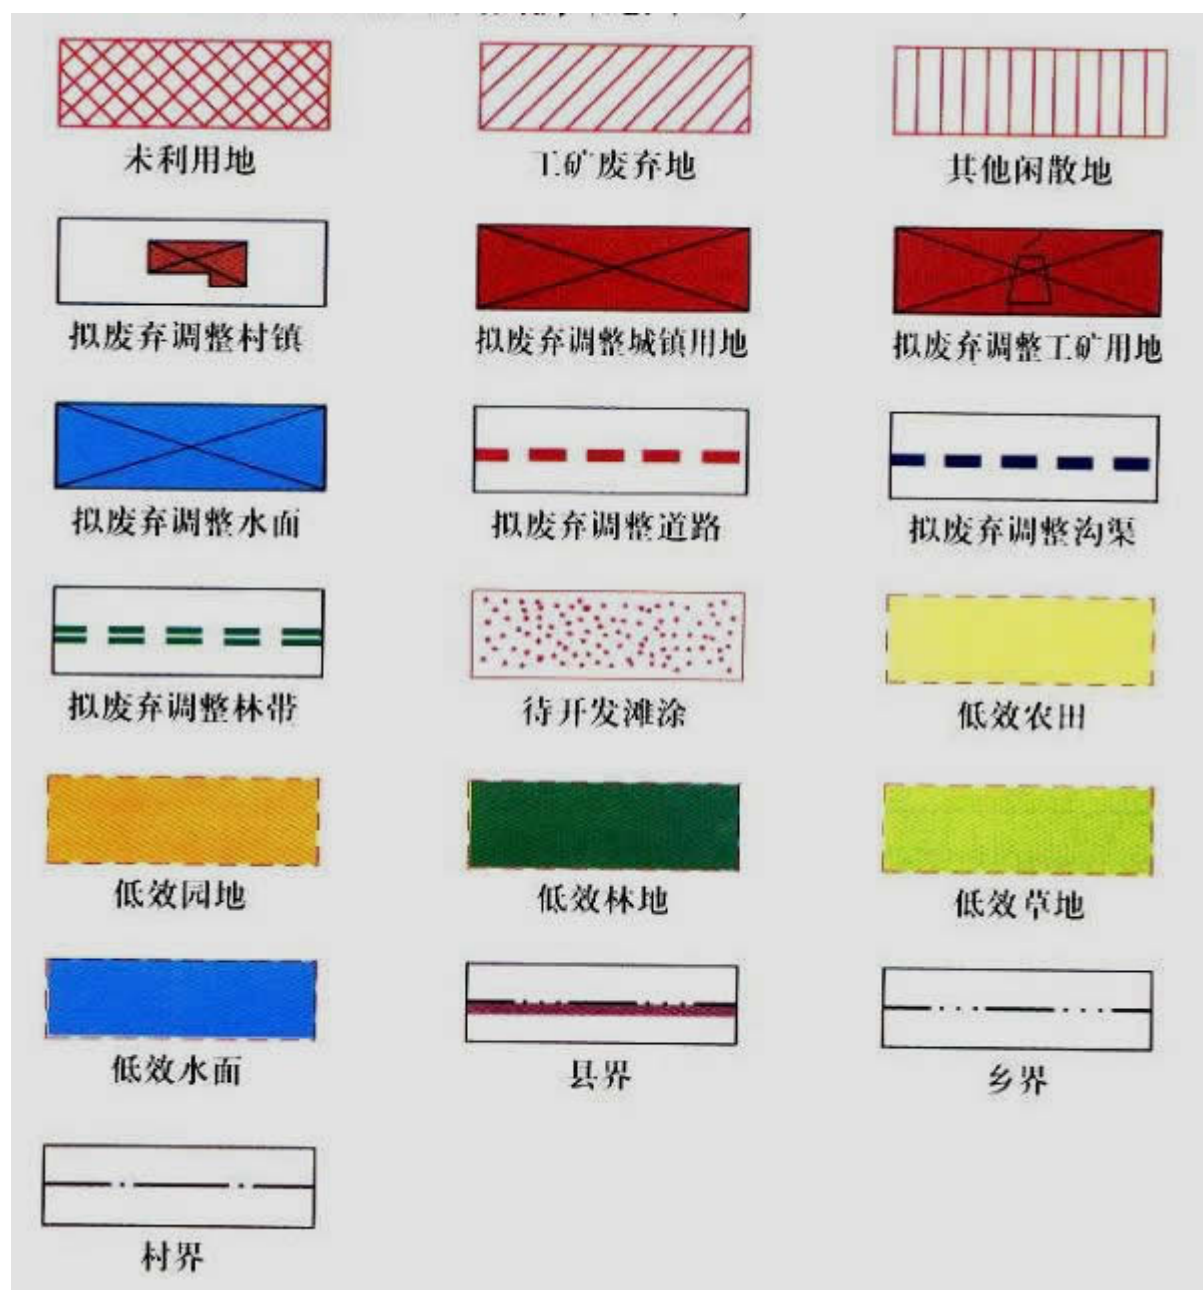 未利用地
工矿废弃地
其他闲散地
拟废弃调整村镇
拟废弃调整城镇用地
拟废弃调整工矿用地
拟废弃调整水面
拟废弃调整道路
拟废弃调整沟渠
拟废弃调整林带
待开发滩涂
低效农田
低效园地
低效林地
低效草地
低效水面
县界
乡界
村界